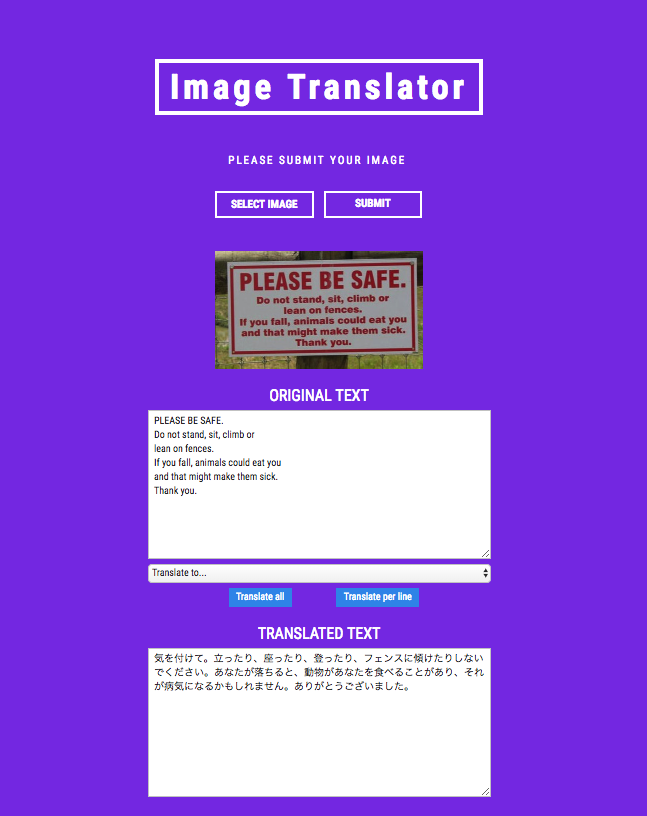 Image Translator
PLEASE SUBMIT YOUR IMAGE
SELECT IMAGE
SUBMIT
PLEASE BE SAFE.
Do not stand, sit, climb or
lean on fences.
If you fall, animals could eat you
and that might make them sick.
Thank you.
ORIGINAL TEXT
PLEASE BE SAFE.
Do not stand, sit, climb or
lean on fences.
If you fall, animals could eat you
and that might make them sick.
Thank you.
Translate to...
Translate all
Translate per line
TRANSLATED TEXT
気を付けて。立ったり、座ったり、登ったり、フェンスに傾けたりしない
でください。あなたが落ちると、動物があなたを食べることがあり、それ
が病気になるかもしれません。ありがとうございました。